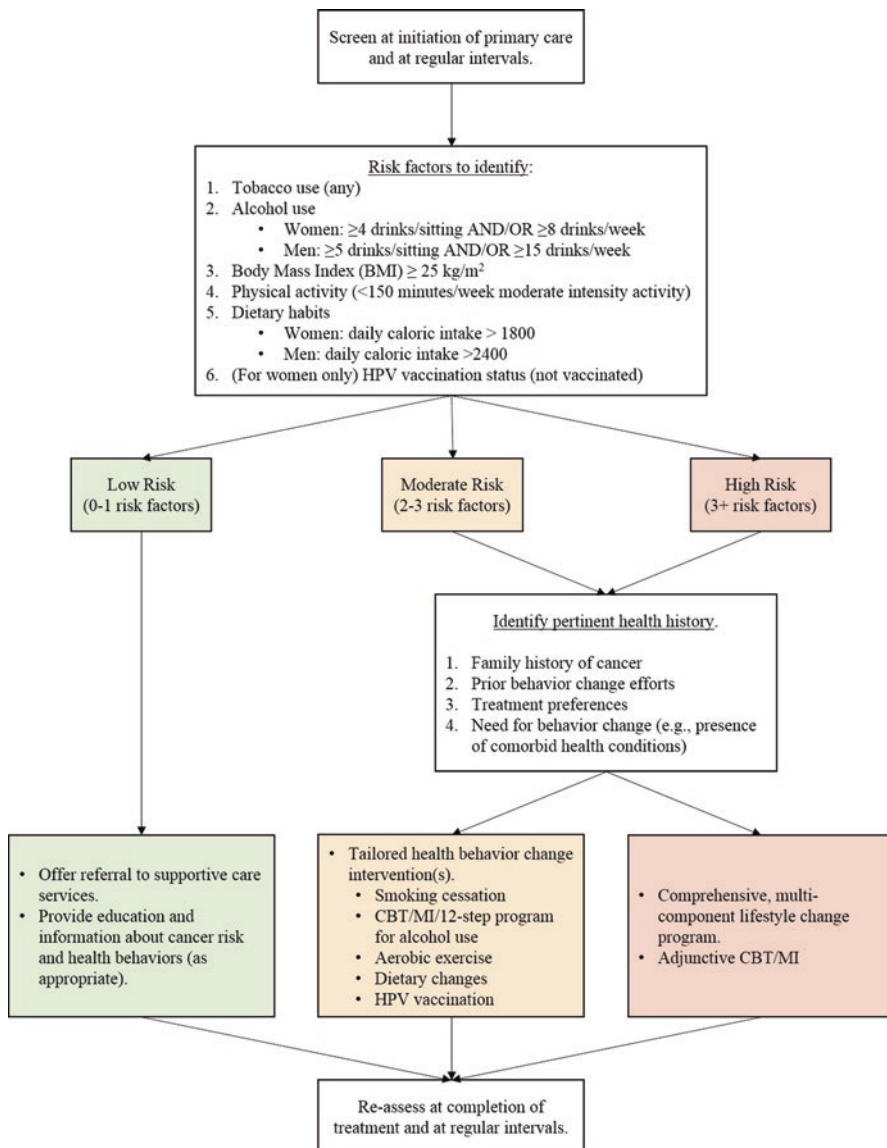 Screen at initiation of primary care
and at regular intervals.
Risk factors to identify:
1. Tobacco use (any)
2. Alcohol use
• Women: ≥4 drinks/sitting AND/OR ≥8 drinks/week
• Men: ≥5 drinks/sitting AND/OR ≥15 drinks/week
3. Body Mass Index (BMI) ≥ 25 kg/m²
4. Physical activity (<150 minutes/week moderate intensity activity)
5. Dietary habits
• Women: daily caloric intake > 1800
• Men: daily caloric intake >2400
6. (For women only) HPV vaccination status (not vaccinated)
Low Risk
(0-1 risk factors)
Moderate Risk
(2-3 risk factors)
High Risk
(3+ risk factors)
Identify pertinent health history.
1. Family history of cancer
2. Prior behavior change efforts
3. Treatment preferences
4. Need for behavior change (e.g., presence
of comorbid health conditions)
• Offer referral to supportive care
services.
• Provide education and
information about cancer risk
and health behaviors (as
appropriate).
• Tailored health behavior change
intervention(s).
• Smoking cessation
• CBT/MI/12-step program
for alcohol use
• Aerobic exercise
• Dietary changes
• HPV vaccination
• Comprehensive, multi-
component lifestyle change
program.
• Adjunctive CBT/MI
Re-assess at completion of
treatment and at regular intervals.